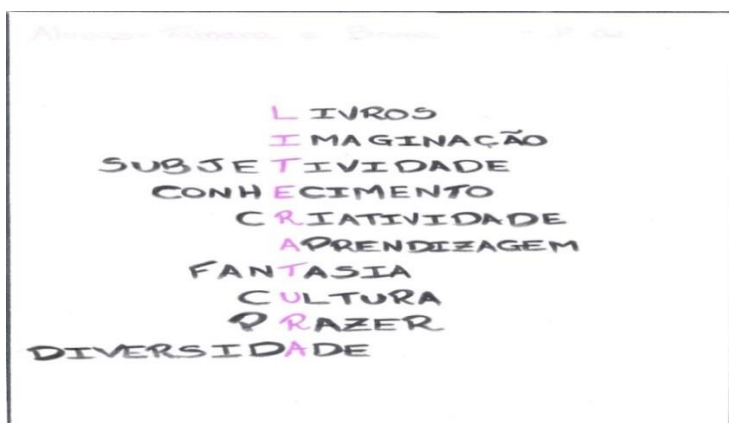 LIVROS
IMAGINAÇÃO
SUBJETIVIDADE
CONHECIMENTO
CRIATIVIDADE
APRENDIZAGEM
FANTASIA
CULTURA
PRAZER
DIVERSIDADE